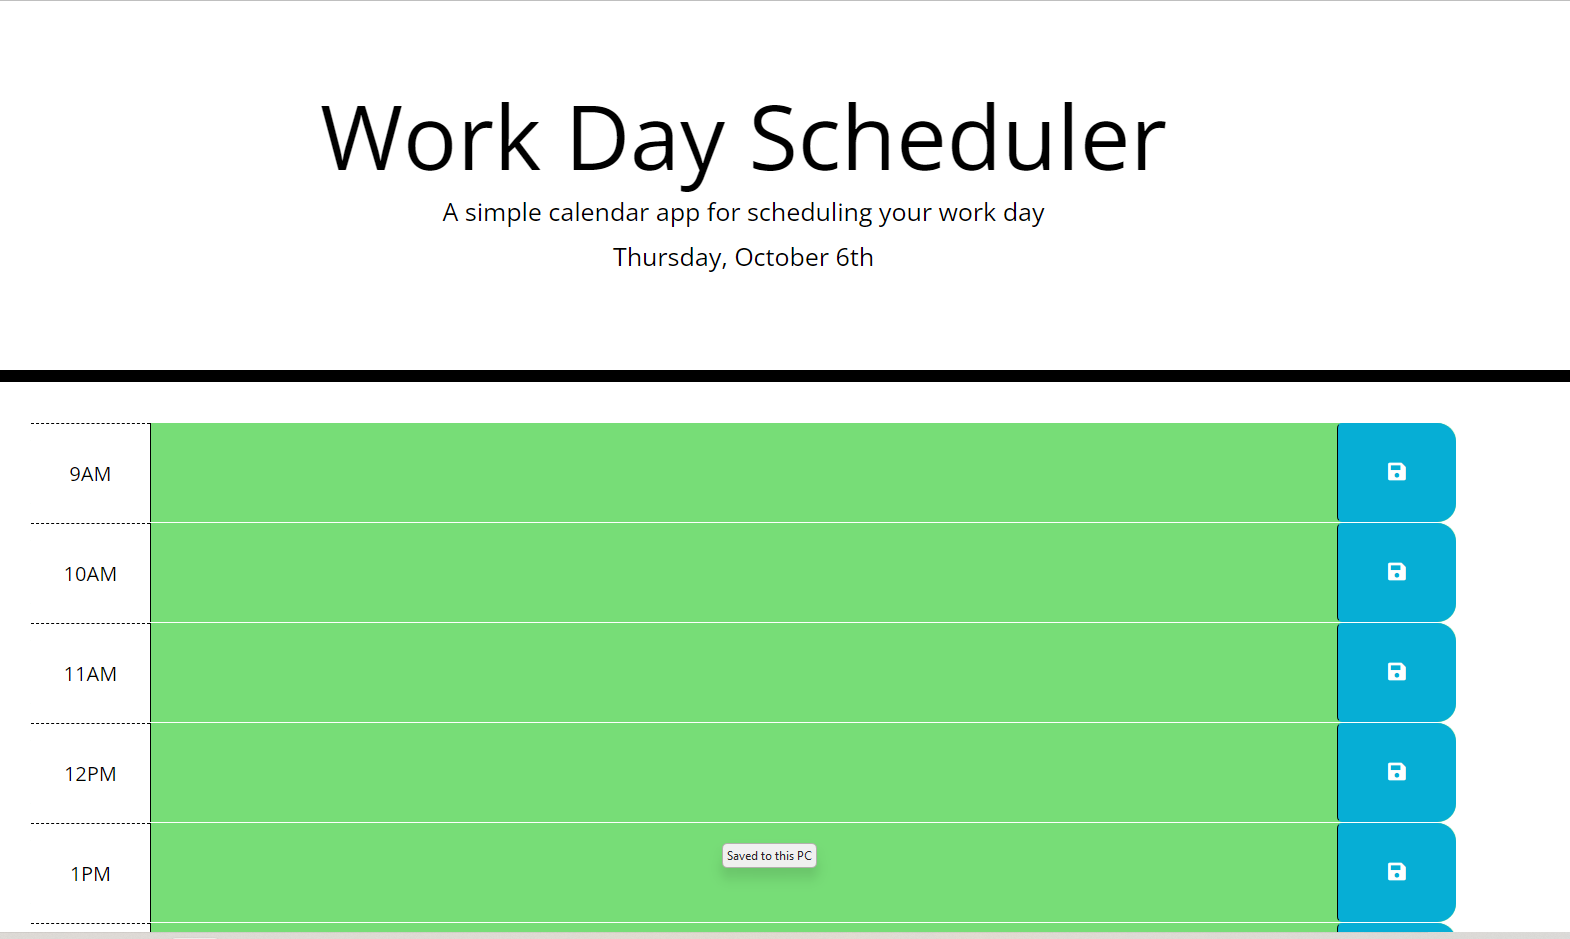 Work Day Scheduler
A simple calendar app for scheduling your work day
Thursday, October 6th
9AM
10AM
11AM
12PM
1PM
Saved to this PC